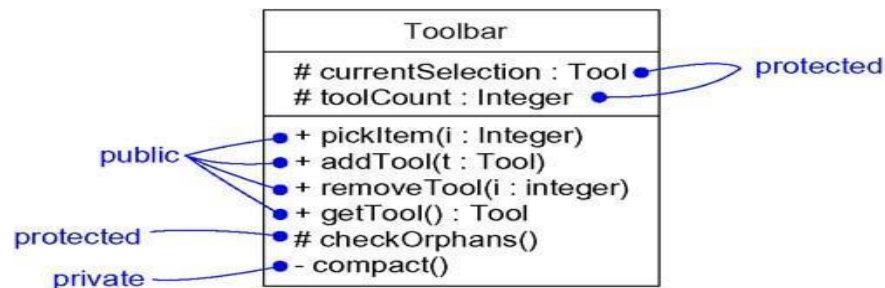 Toolbar
# currentSelection : Tool
protected
# toolCount : Integer
+ pickItem(i : Integer)
public
+ addTool(t : Tool)
+ removeTool(i : integer)
+ getTool() : Tool
protected
# checkOrphans()
- compact()
private